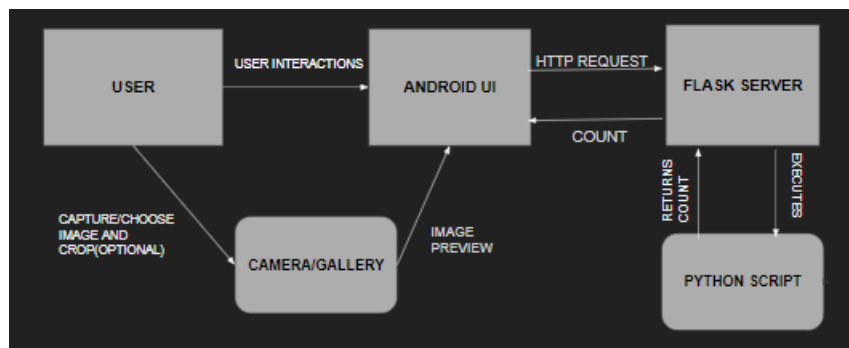 USER
USER INTERACTIONS
ANDROID UI
HTTP REQUEST
FLASK SERVER
COUNT
CAPTURE/CHOOSE
IMAGE AND
CROP(OPTIONAL)
CAMERA/GALLERY
IMAGE
PREVIEW
RETURNS
COUNT
EXECUTES
PYTHON SCRIPT